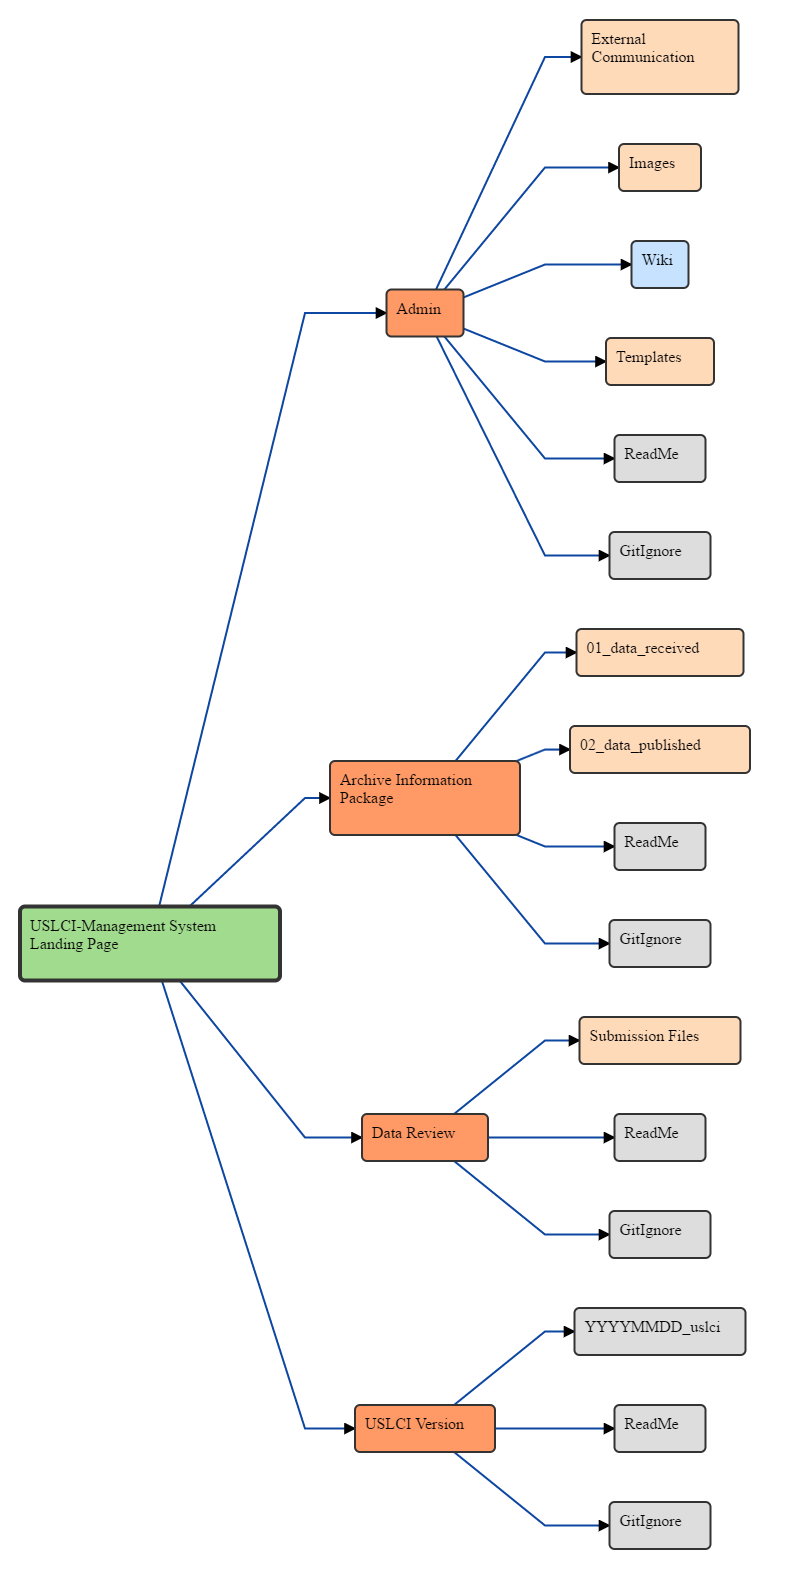 External
Communication
Images
Wiki
Admin
Templates
ReadMe
GitIgnore
01_data_received
02_data_published
Archive Information
Package
ReadMe
USLCI-Management System
Landing Page
GitIgnore
Submission Files
Data Review
ReadMe
GitIgnore
YYYYMMDD_uslci
USLCI Version
ReadMe
GitIgnore